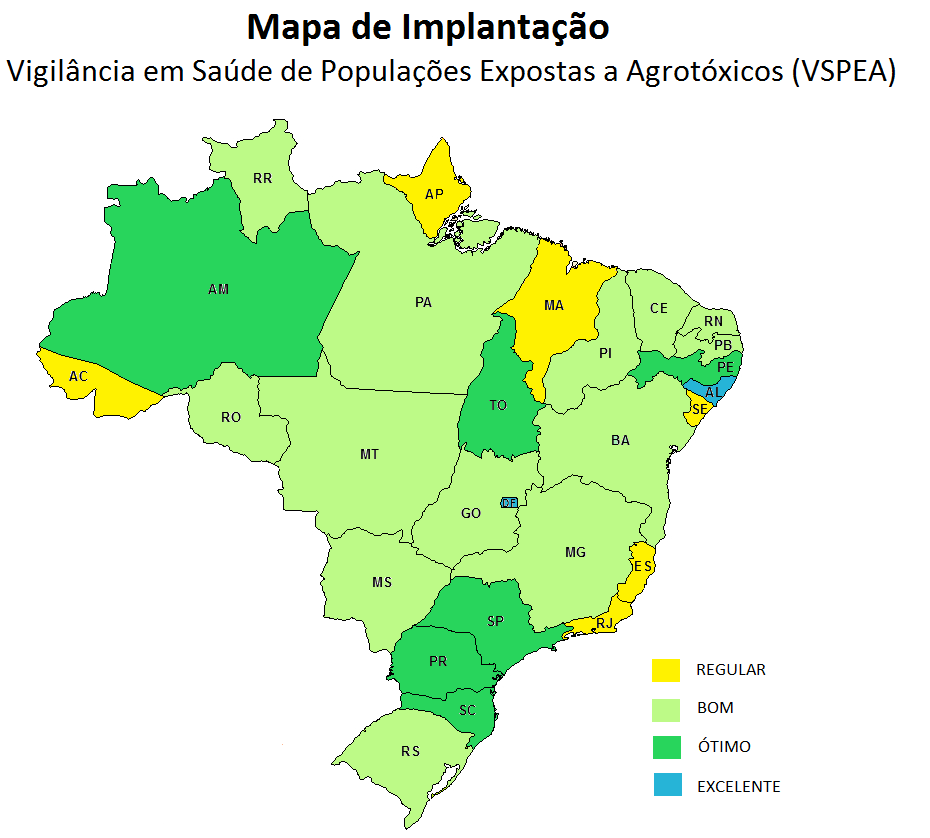 Mapa de Implantação
Vigilância em Saúde de Populações Expostas a Agrotóxicos (VSPEA)
RR
AP
AM
PA
MA
CE
RN
PB
PI
PE
AC
AL
TO
SE
RO
BA
MT
DF
GO
MG
ES
MS
SP
RJ
PR
SC
RS
REGULAR
BOM
ÓTIMO
EXCELENTE